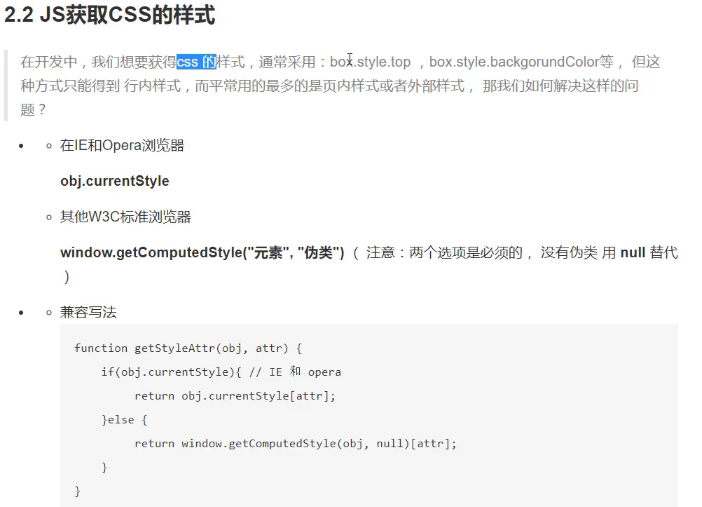 2.2 JS获取CSS的样式
在开发中，我们想要获得css 的样式，通常采用：box.style.top ，box.style.backgorundColor等， 但这
种方式只能得到 行内样式，而平常用的最多的是页内样式或者外部样式， 那我们如何解决这样的问
题？
在IE和Opera浏览器
obj.currentStyle
其他W3C标准浏览器
window.getComputedStyle("元素", "伪类") （ 注意：两个选项是必须的， 没有伪类 用 null 替代
）
兼容写法
function getStyleAttr(obj, attr) {
if(obj.currentStyle){ // IE 和 opera
return obj.currentStyle[attr];
}else {
return window.getComputedStyle(obj, null)[attr];
}
}